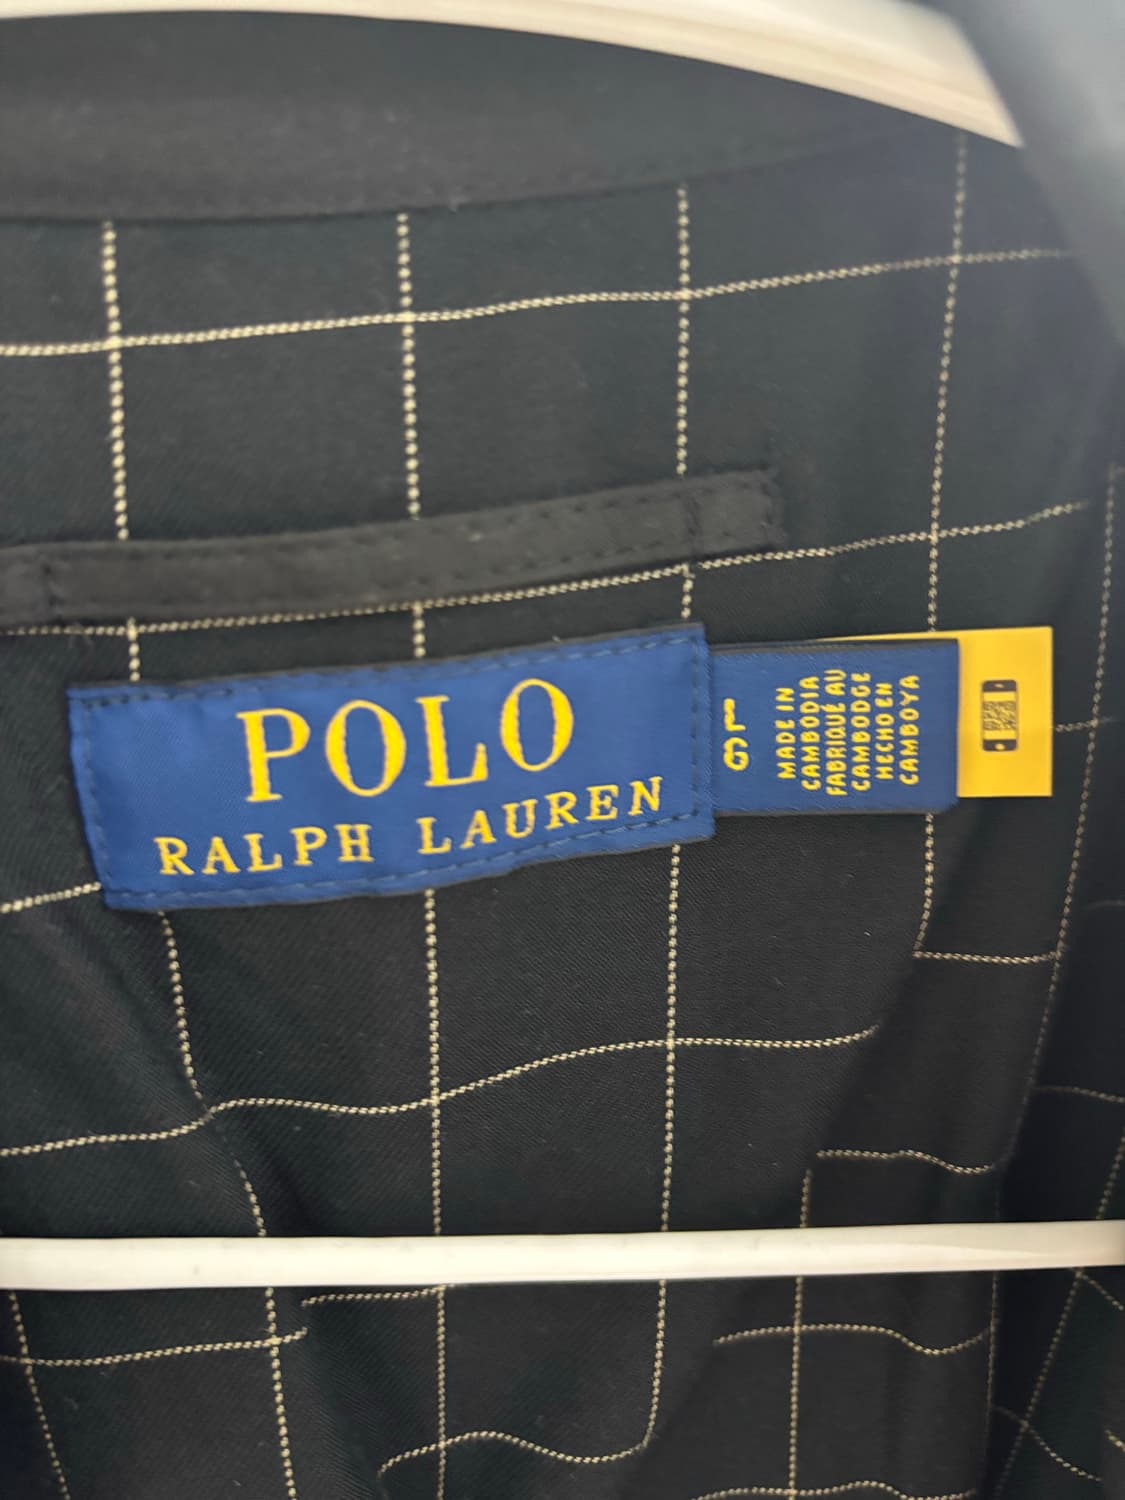 POLO
RALPH LAUREN
MADE IN
CAMBODIA
FABRIQUÉ AU
CAMBODGE
HECHO EN
CAMBOYA